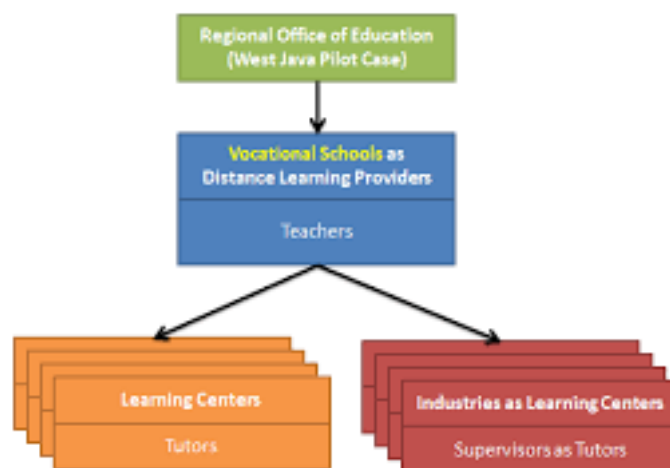 Regional Office of Education
(West Java Pilot Case)
Vocational Schools as
Distance Learning Providers
Teachers
Learning Centers
Tutors
Industries as Learning Centers
Supervisors as Tutors